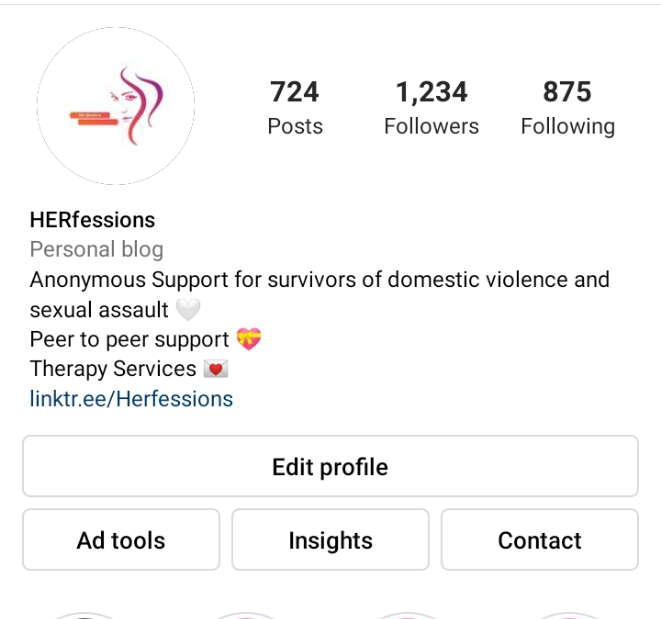 724
Posts
1,234
Followers
875
Following
HERfessions
Personal blog
Anonymous Support for survivors of domestic violence and
sexual assault 🤍
Peer to peer support 💝
Therapy Services 💌
linktr.ee/Herfessions
Edit profile
Ad tools
Insights
Contact